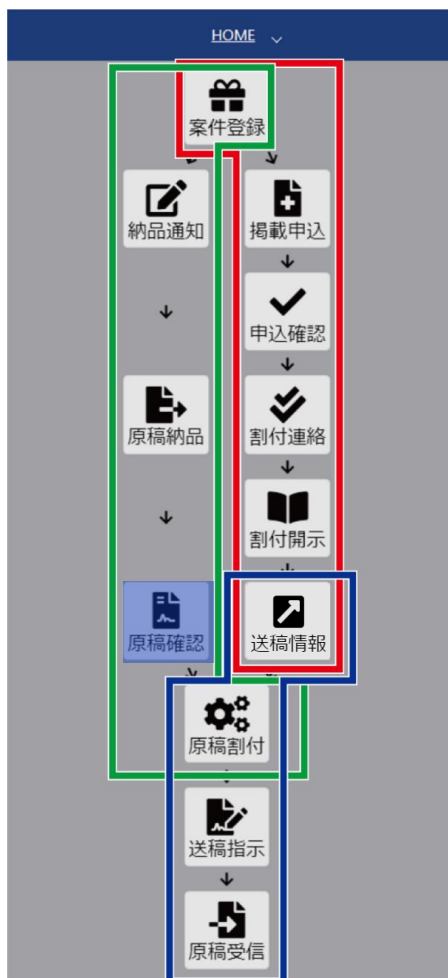 HOME
案件登録
納品通知
掲載申込
申込確認
原稿納品
割付連絡
割付開示
原稿確認
送稿情報
原稿割付
送稿指示
原稿受信